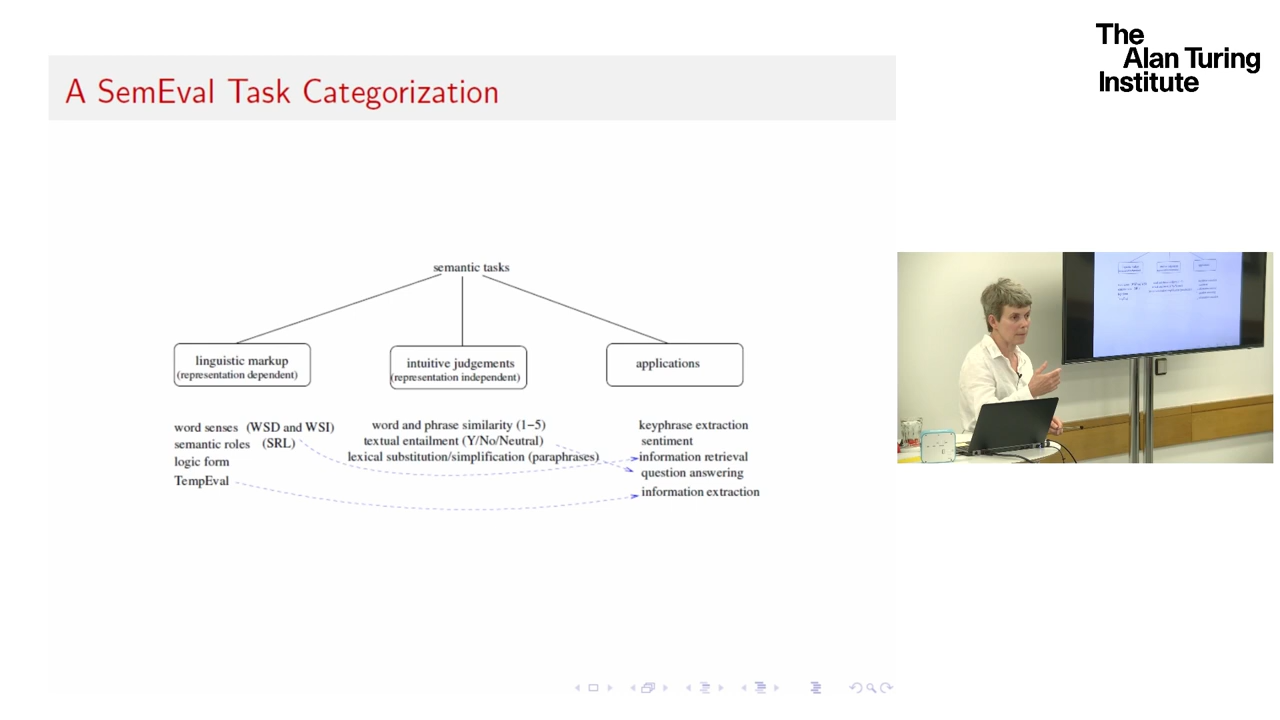 The
Alan Turing
Institute
A SemEval Task Categorization
semantic tasks
linguistic markup
(representation dependent)
intuitive judgements
(representation independent)
applications
word senses (WSD and WSI)
semantic roles (SRL)
logic form
TempEval
word and phrase similarity (1−5)
textual entailment (Y/No/Neutral)
lexical substitution/simplification (paraphrases)
keyphrase extraction
sentiment
information retrieval
question answering
information extraction